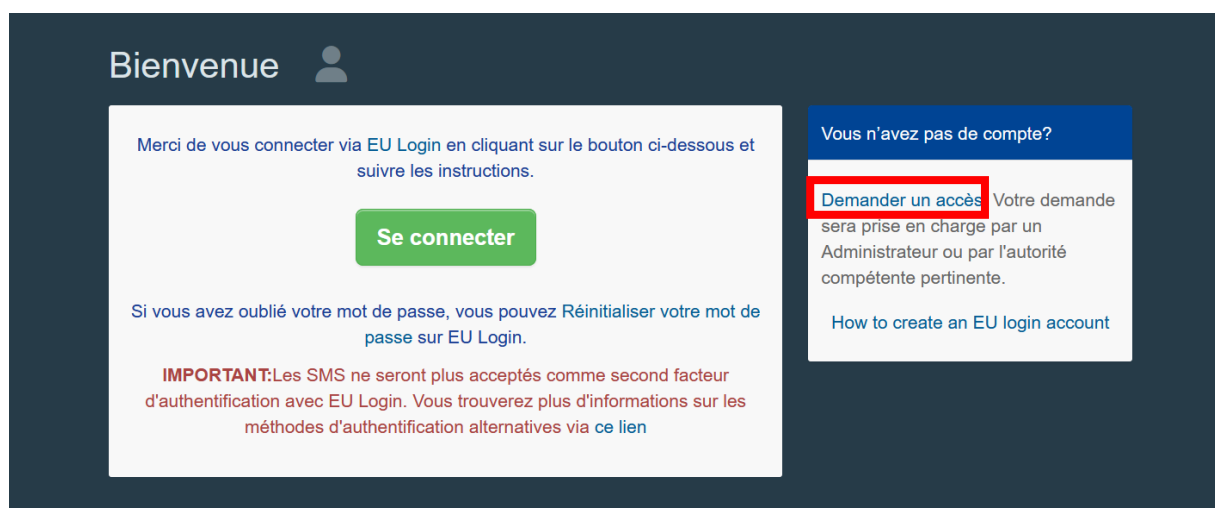 Bienvenue
Merci de vous connecter via EU Login en cliquant sur le bouton ci-dessous et
suivre les instructions.
Se connecter
Si vous avez oublié votre mot de passe, vous pouvez Réinitialiser votre mot de
passe sur EU Login.
IMPORTANT:Les SMS ne seront plus acceptés comme second facteur
d'authentification avec EU Login. Vous trouverez plus d'informations sur les
méthodes d'authentification alternatives via ce lien
Vous n’avez pas de compte?
Demander un accès Votre demande
sera prise en charge par un
Administrateur ou par l'autorité
compétente pertinente.
How to create an EU login account